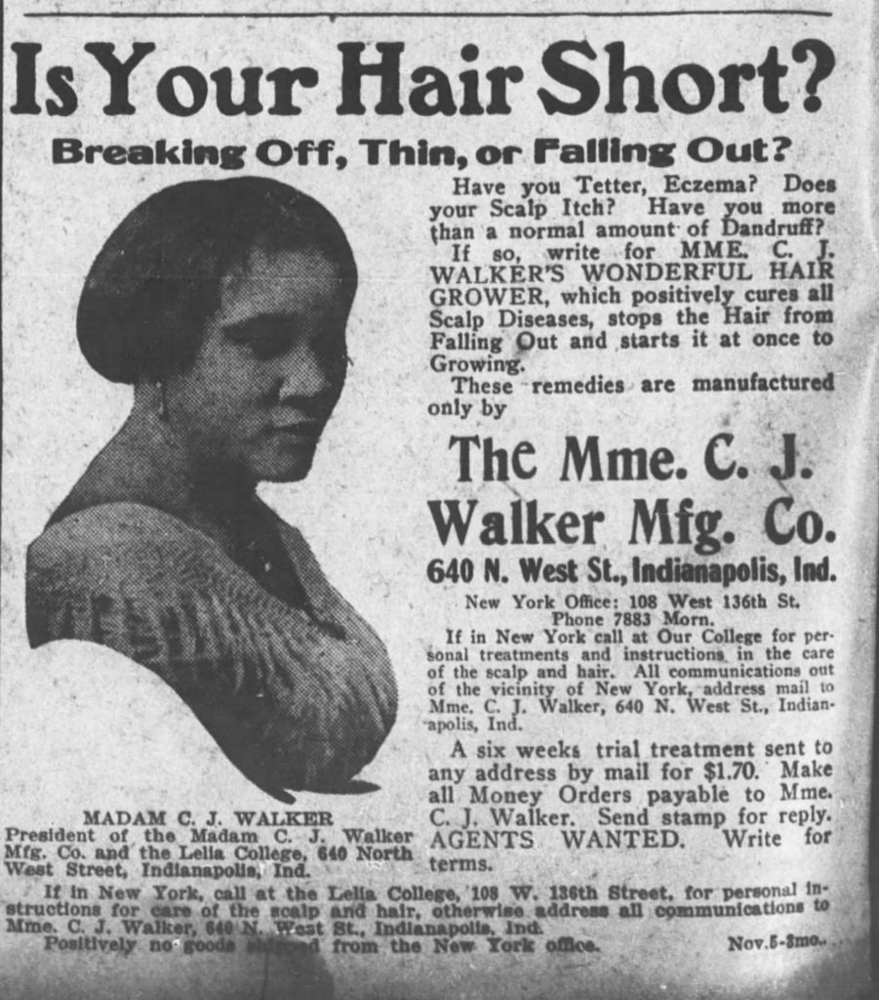 Is Your Hair Short?
Breaking Off, Thin, or Falling Out?
Have you Tetter, Eczema? Does
your Scalp Itch? Have you more
than a normal amount of Dandruff?
If so, write for MME. C. J.
WALKER'S WONDERFUL HAIR
GROWER, which positively cures all
Scalp Diseases, stops the Hair from
Falling Out and starts it at once to
Growing.
These remedies are manufactured
only by
The Mme. C. J.
Walker Mfg. Co.
640 N. West St., Indianapolis, Ind.
New York Office: 108 West 136th St.
Phone 7883 Morn.
If in New York call at Our College for per-
sonal treatments and instructions in the care
of the scalp and hair. All communications out
of the vicinity of New York, address mail to
Mme. C. J. Walker, 640 N. West St., Indian-
apolis, Ind.
A six weeks trial treatment sent to
any address by mail for $1.70. Make
all Money Orders payable to Mme.
C. J. Walker. Send stamp for reply.
AGENTS WANTED. Write for
terms.
MADAM C. J. WALKER
President of the Madam C. J. Walker
Mfg. Co. and the Lelia College, 640 North
West Street, Indianapolis, Ind.
If in New York, call at the Lelia College, 108 W. 136th Street, for personal in-
structions for care of the scalp and hair, otherwise address all communications to
Mme. C. J. Walker, 640 N. West St., Indianapolis, Ind.
Positively no goods shipped from the New York office.
Nov.5-3mo.